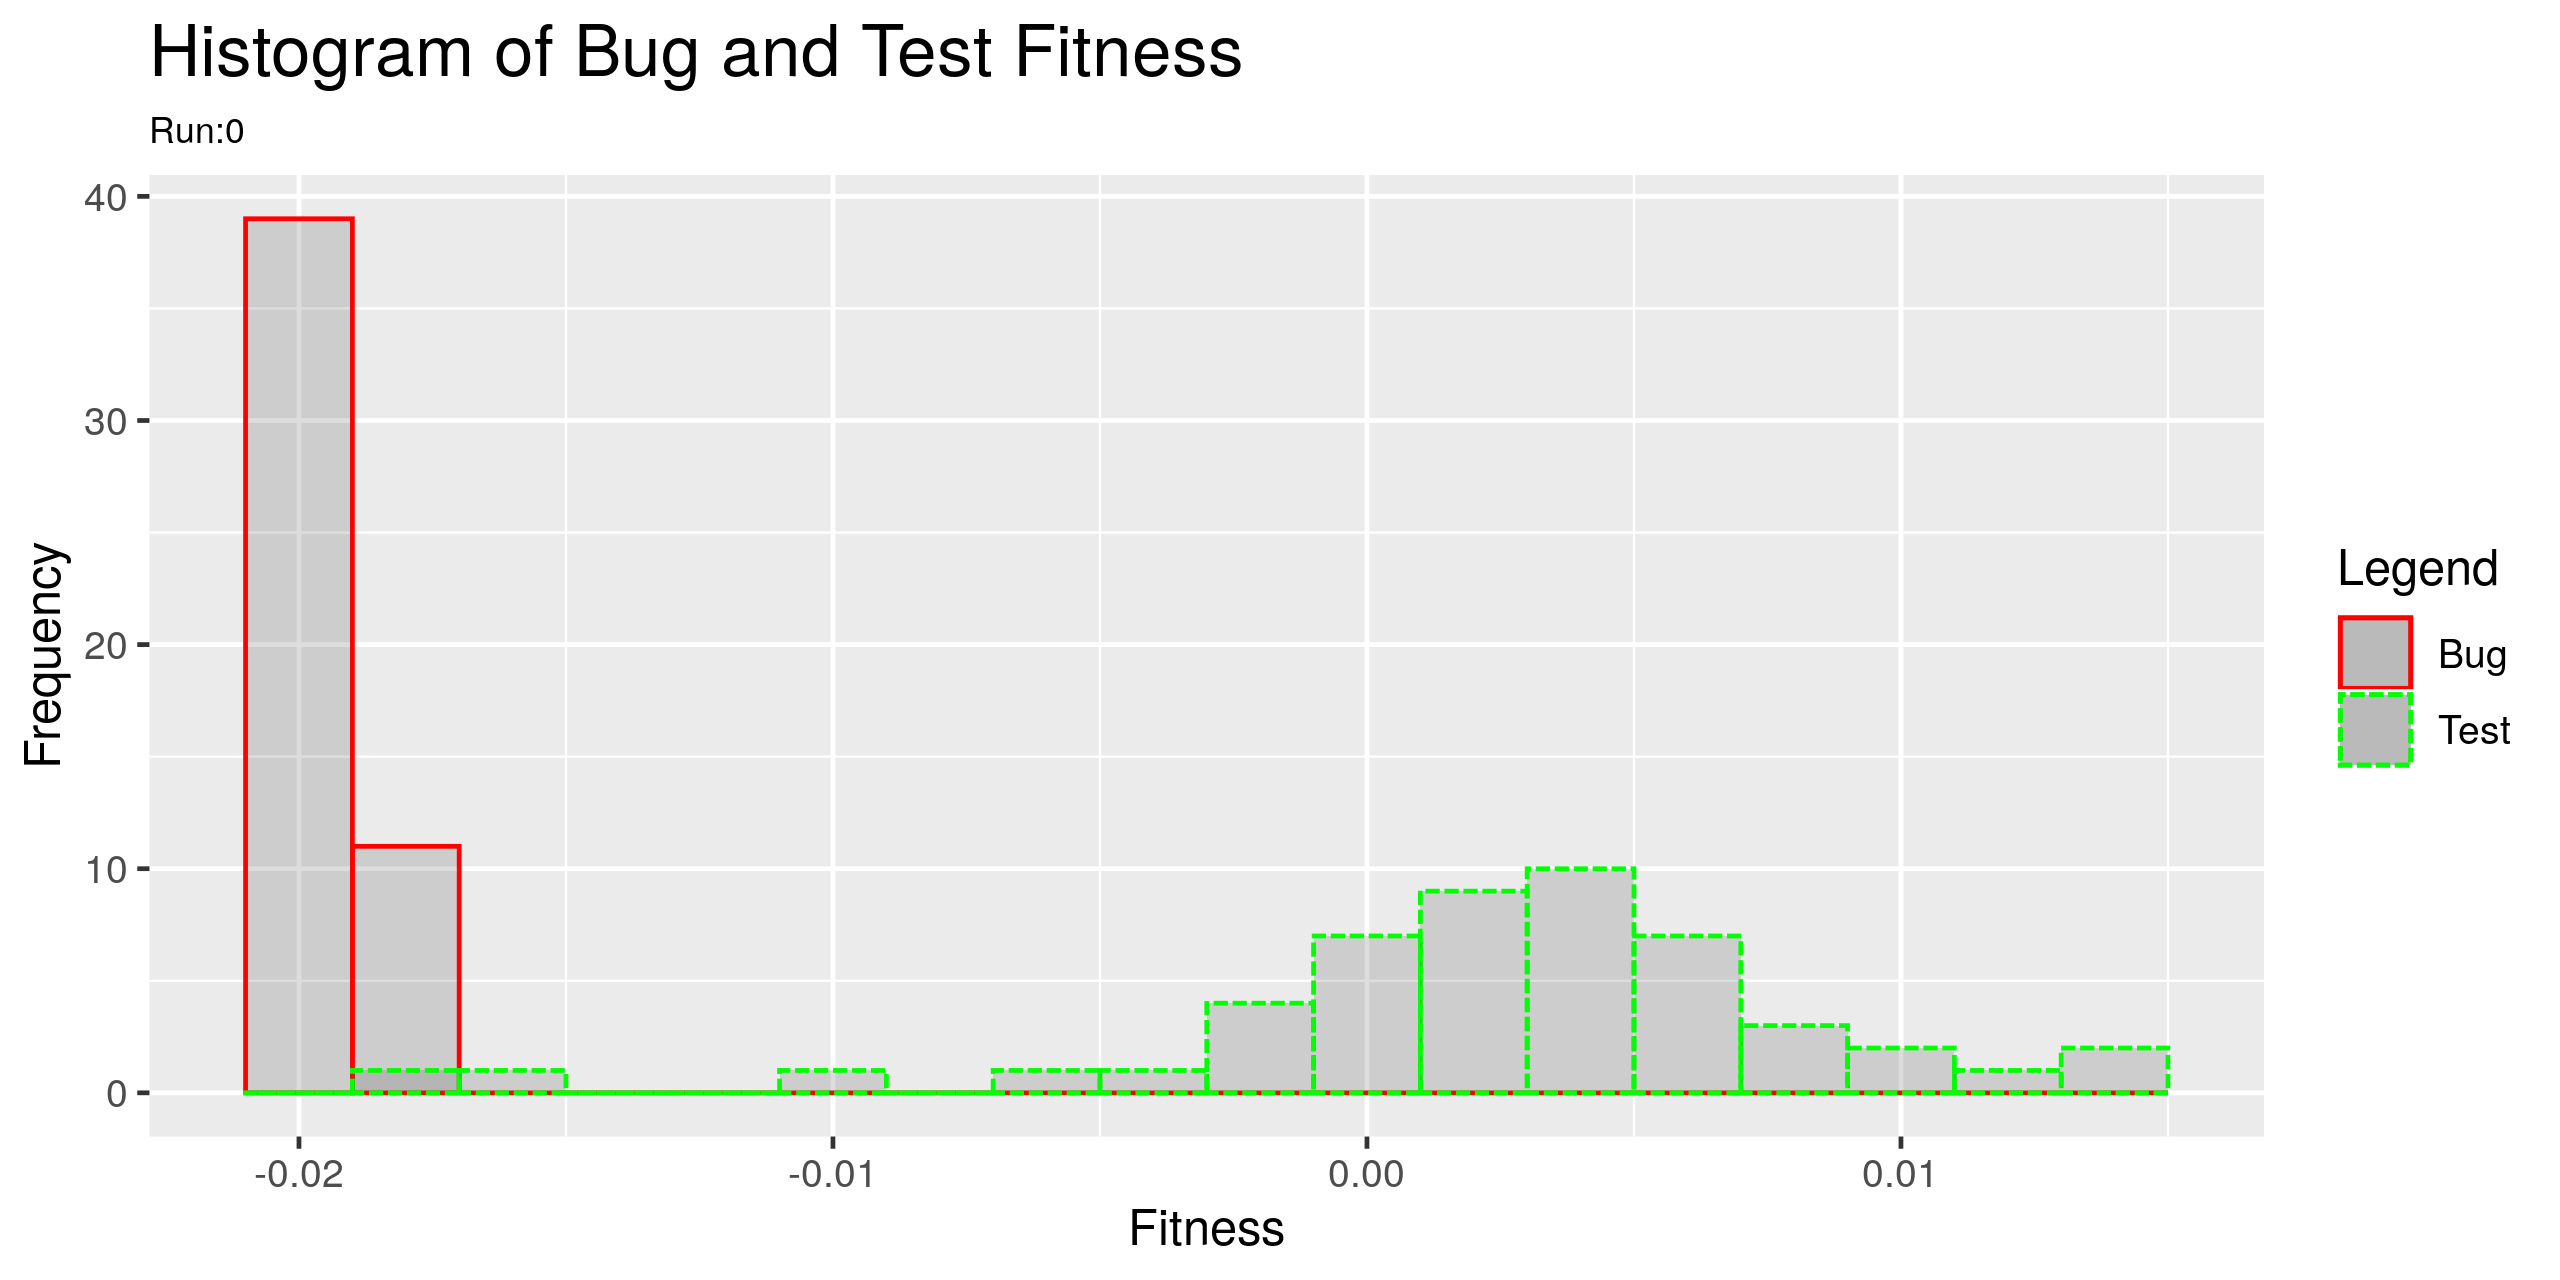 Histogram of Bug and Test Fitness
Run:0
40
30
20
10
0
Frequency
-0.02 -0.01 0.00 0.01
Fitness
Legend
Bug
Test